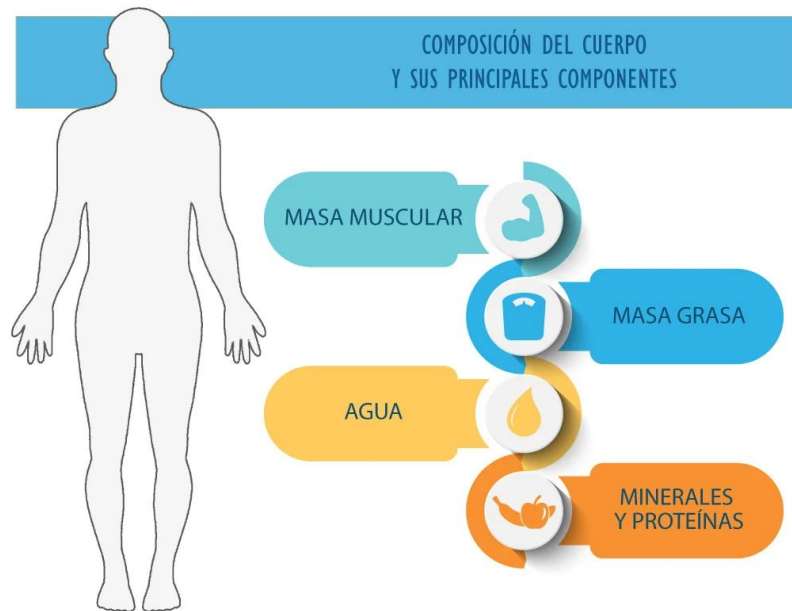 COMPOSICIÓN DEL CUERPO
Y SUS PRINCIPALES COMPONENTES
MASA MUSCULAR
MASA GRASA
AGUA
MINERALES
Y PROTEÍNAS